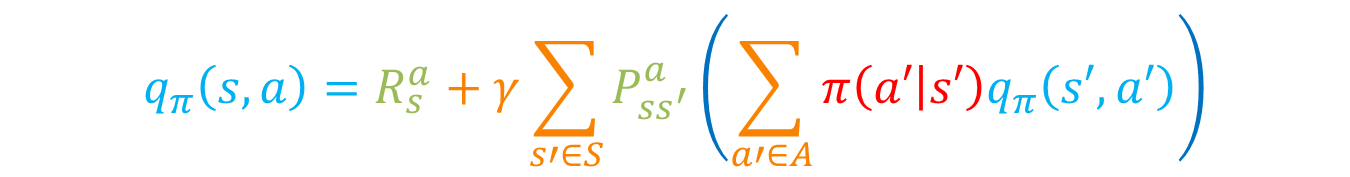 q_π(s, a) = R_s^a + γ ∑_{s′∈S} P_{ss′}^a ( ∑_{a′∈A} π(a′|s′)q_π(s′, a′) )